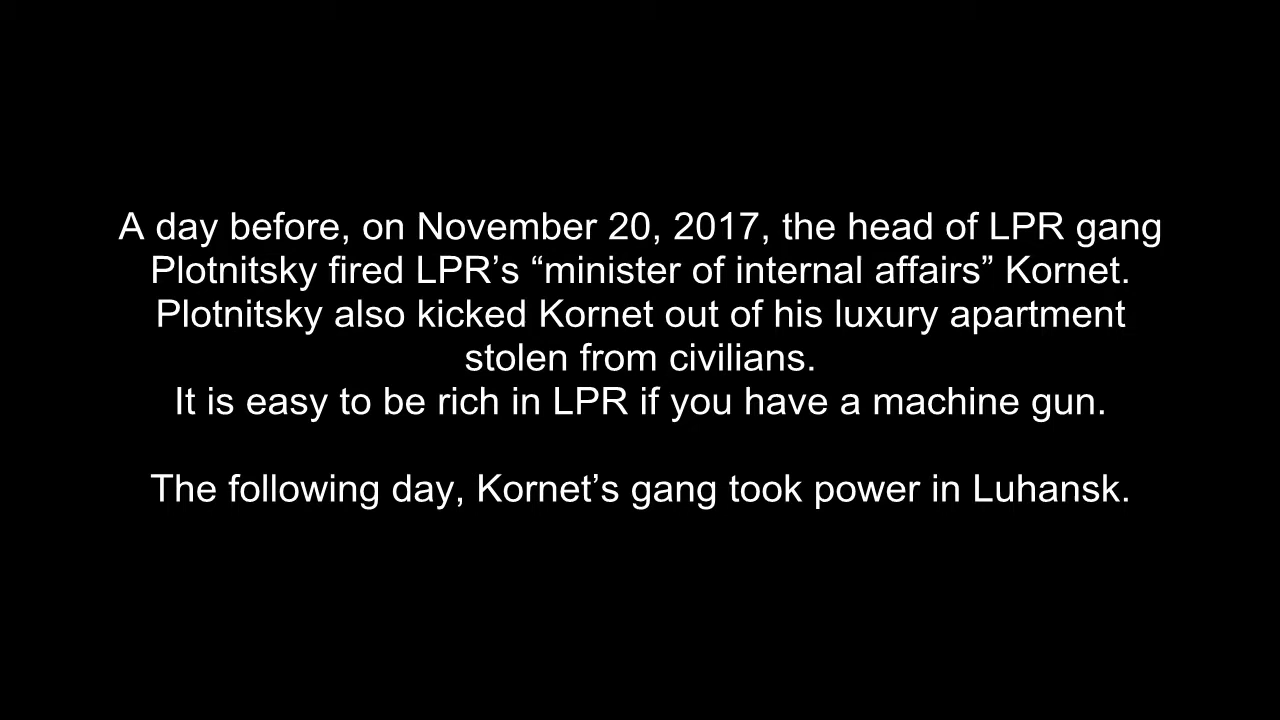 A day before, on November 20, 2017, the head of LPR gang
Plotnitsky fired LPR’s “minister of internal affairs” Kornet.
Plotnitsky also kicked Kornet out of his luxury apartment
stolen from civilians.
It is easy to be rich in LPR if you have a machine gun.
The following day, Kornet’s gang took power in Luhansk.